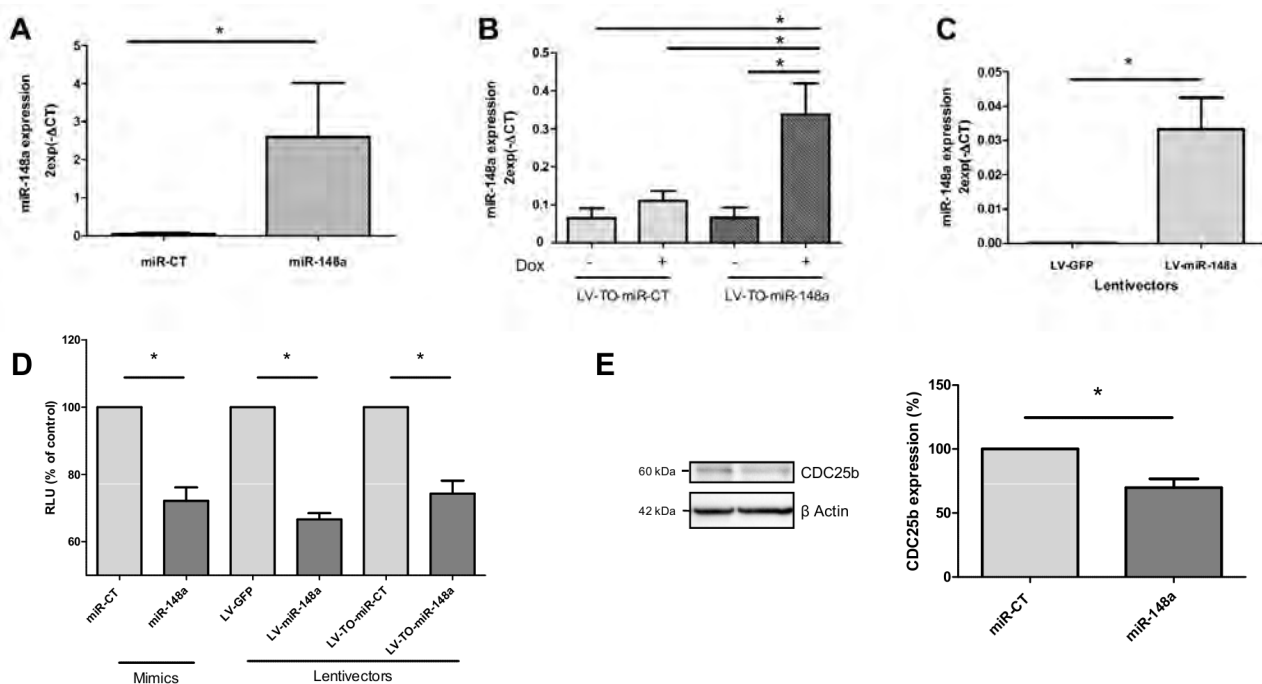 A
miR-148a expression
2exp(-ΔCT)
5
4
3
2
1
0
*
miR-CT
miR-148a
B
miR-148a expression
2exp(-ΔCT)
0.5
0.4
0.3
0.2
0.1
0
*
*
*
Dox
-
+
-
+
LV-TO-miR-CT
LV-TO-miR-148a
C
miR-148a expression
2exp(-ΔCT)
0.05
0.04
0.03
0.02
0.01
0.00
*
LV-GFP
LV-miR-148a
Lentivectors
D
RLU (% of control)
120
100
80
60
*
*
*
miR-CT
miR-148a
LV-GFP
LV-miR-148a
LV-TO-miR-CT
LV-TO-miR-148a
Mimics
Lentivectors
E
60 kDa
CDC25b
42 kDa
β Actin
CDC25b expression (%)
150
100
50
0
*
miR-CT
miR-148a